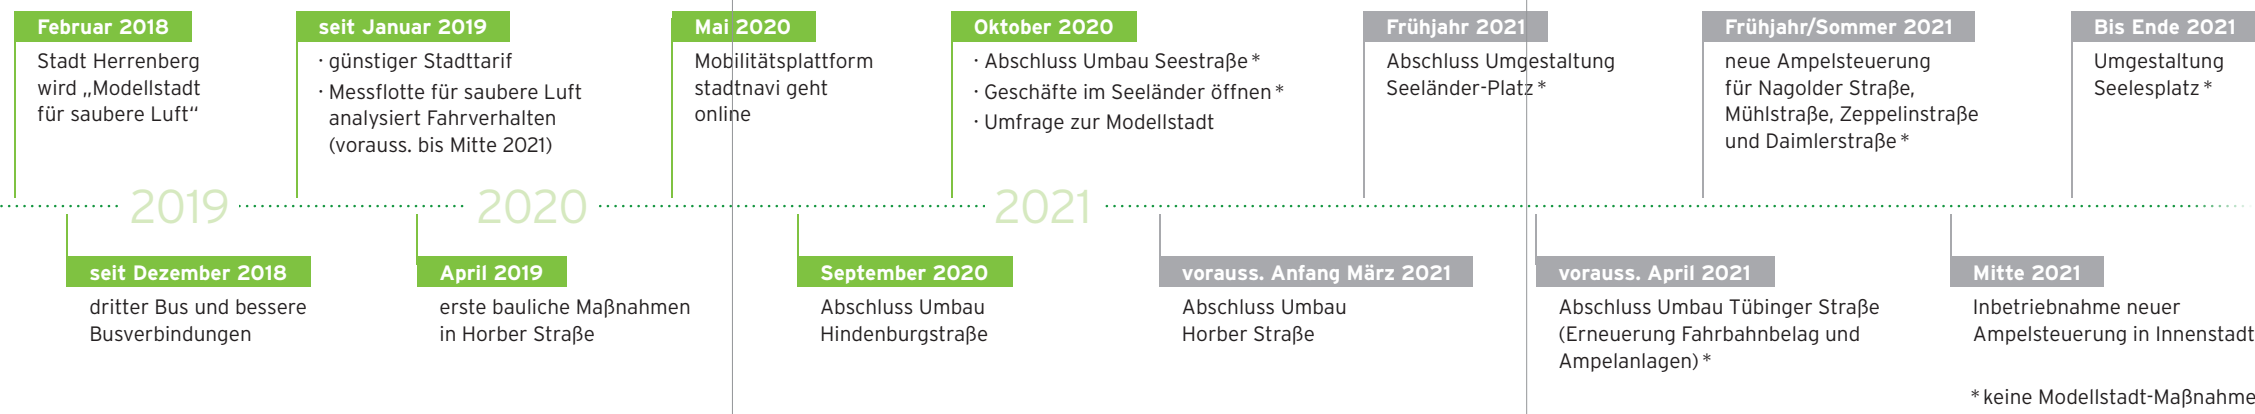 Februar 2018
Stadt Herrenberg
wird „Modellstadt
für saubere Luft“
seit Januar 2019
· günstiger Stadttarif
· Messflotte für saubere Luft
analysiert Fahrverhalten
(vorauss. bis Mitte 2021)
Mai 2020
Mobilitätsplattform
stadtnavi geht
online
Oktober 2020
· Abschluss Umbau Seestraße *
· Geschäfte im Seeländer öffnen *
· Umfrage zur Modellstadt
Frühjahr 2021
Abschluss Umgestaltung
Seeländer-Platz *
Frühjahr/Sommer 2021
neue Ampelsteuerung
für Nagolder Straße,
Mühlstraße, Zeppelinstraße
und Daimlerstraße *
Bis Ende 2021
Umgestaltung
Seelesplatz *
2019
2020
2021
seit Dezember 2018
dritter Bus und bessere
Busverbindungen
April 2019
erste bauliche Maßnahmen
in Horber Straße
September 2020
Abschluss Umbau
Hindenburgstraße
vorauss. Anfang März 2021
Abschluss Umbau
Horber Straße
vorauss. April 2021
Abschluss Umbau Tübinger Straße
(Erneuerung Fahrbahnbelag und
Ampelanlagen) *
Mitte 2021
Inbetriebnahme neuer
Ampelsteuerung in Innenstadt
* keine Modellstadt-Maßnahme